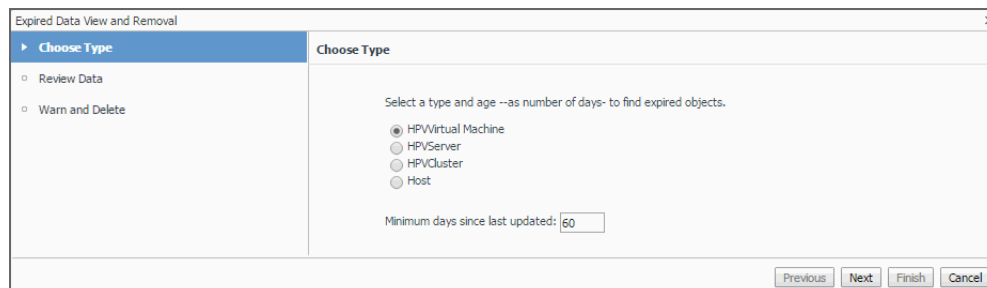 Expired Data View and Removal
Choose Type
Review Data
Warn and Delete
Choose Type
Select a type and age --as number of days- to find expired objects.
HPVVirtual Machine
HPVServer
HPVCluster
Host
Minimum days since last updated: 60
Previous Next Finish Cancel